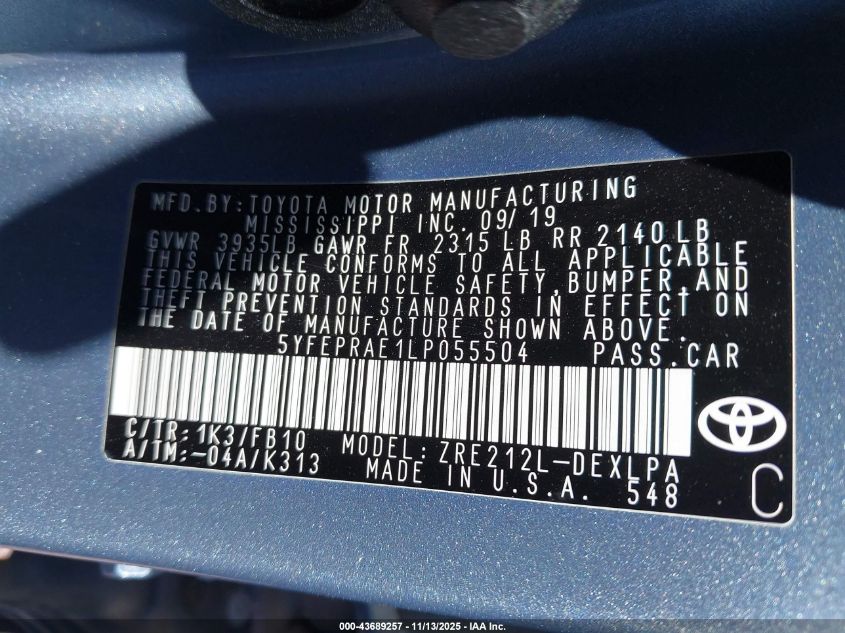 MFD. BY: TOYOTA MOTOR MANUFACTURING
MISSISSIPPI INC. 09/19
GVWR 3935LB GAWR FR 2315 LB RR 2140 LB
THIS VEHICLE CONFORMS TO ALL APPLICABLE
FEDERAL MOTOR VEHICLE SAFETY, BUMPER, AND
THEFT PREVENTION STANDARDS IN EFFECT ON
THE DATE OF MANUFACTURE SHOWN ABOVE.
5YFEPRAE1LP055504 PASS. CAR
C/TR: 1K3/FB10 MODEL: ZRE212L-DEXLPA
A/TM: -04A/K313 MADE IN U.S.A. 548
C
000-43689257 - 11/13/2025 - IAA Inc.